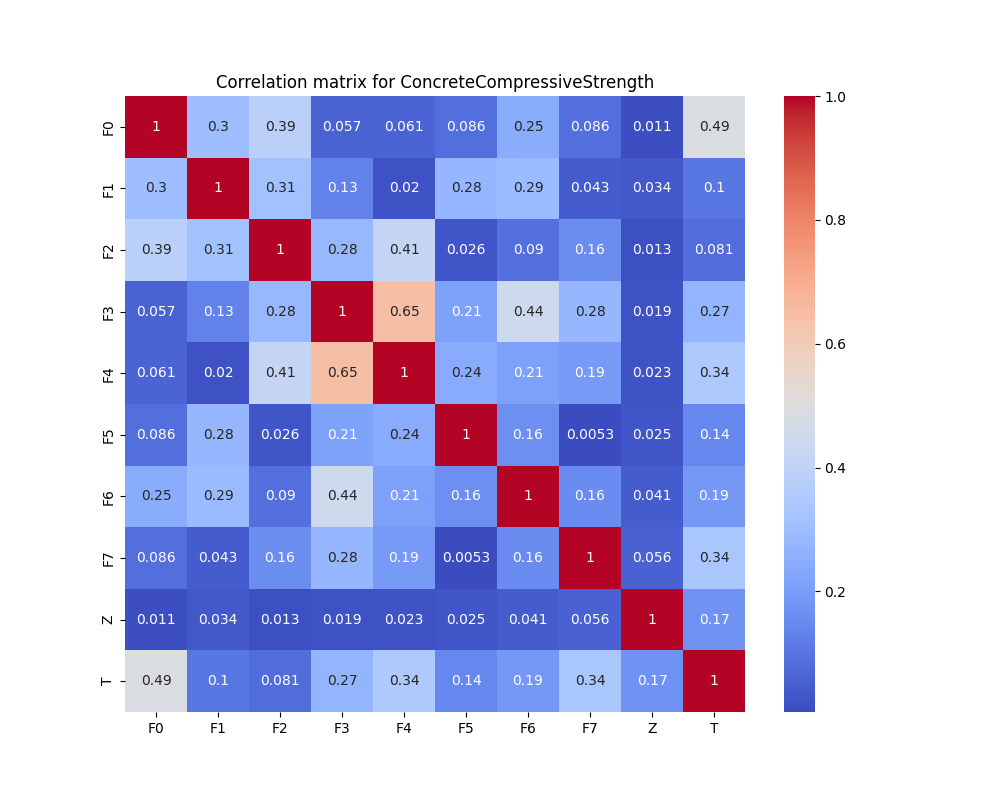 Correlation matrix for ConcreteCompressiveStrength
F0 1 0.3 0.39 0.057 0.061 0.086 0.25 0.086 0.011 0.49
F1 0.3 1 0.31 0.13 0.02 0.28 0.29 0.043 0.034 0.1
F2 0.39 0.31 1 0.28 0.41 0.026 0.09 0.16 0.013 0.081
F3 0.057 0.13 0.28 1 0.65 0.21 0.44 0.28 0.019 0.27
F4 0.061 0.02 0.41 0.65 1 0.24 0.21 0.19 0.023 0.34
F5 0.086 0.28 0.026 0.21 0.24 1 0.16 0.0053 0.025 0.14
F6 0.25 0.29 0.09 0.44 0.21 0.16 1 0.16 0.041 0.19
F7 0.086 0.043 0.16 0.28 0.19 0.0053 0.16 1 0.056 0.34
Z 0.011 0.034 0.013 0.019 0.023 0.025 0.041 0.056 1 0.17
T 0.49 0.1 0.081 0.27 0.34 0.14 0.19 0.34 0.17 1
F0 F1 F2 F3 F4 F5 F6 F7 Z T
1.0
0.8
0.6
0.4
0.2